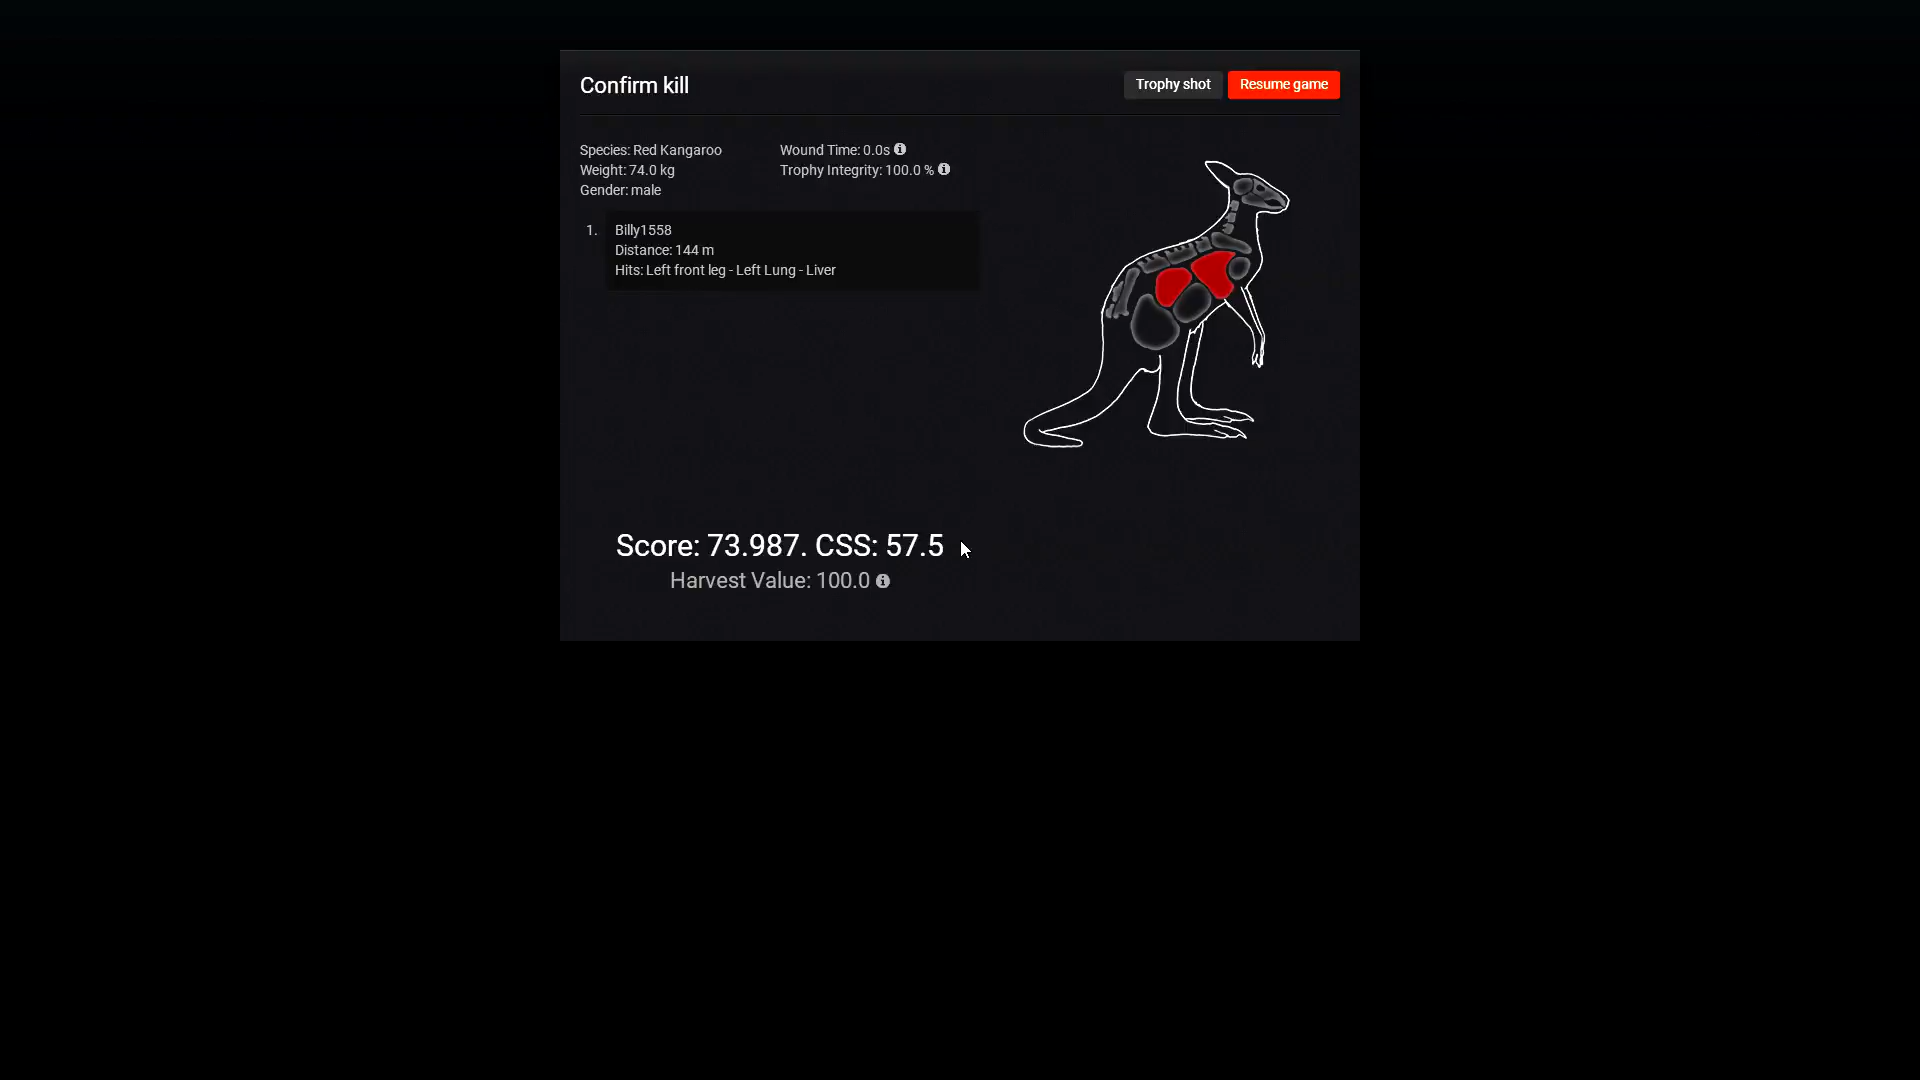 Confirm kill
Trophy shot
Resume game
Species: Red Kangaroo
Weight: 74.0 kg
Gender: male
Wound Time: 0.0s
Trophy Integrity: 100.0 %
1.
Billy1558
Distance: 144 m
Hits: Left front leg - Left Lung - Liver
Score: 73.987. CSS: 57.5
Harvest Value: 100.0